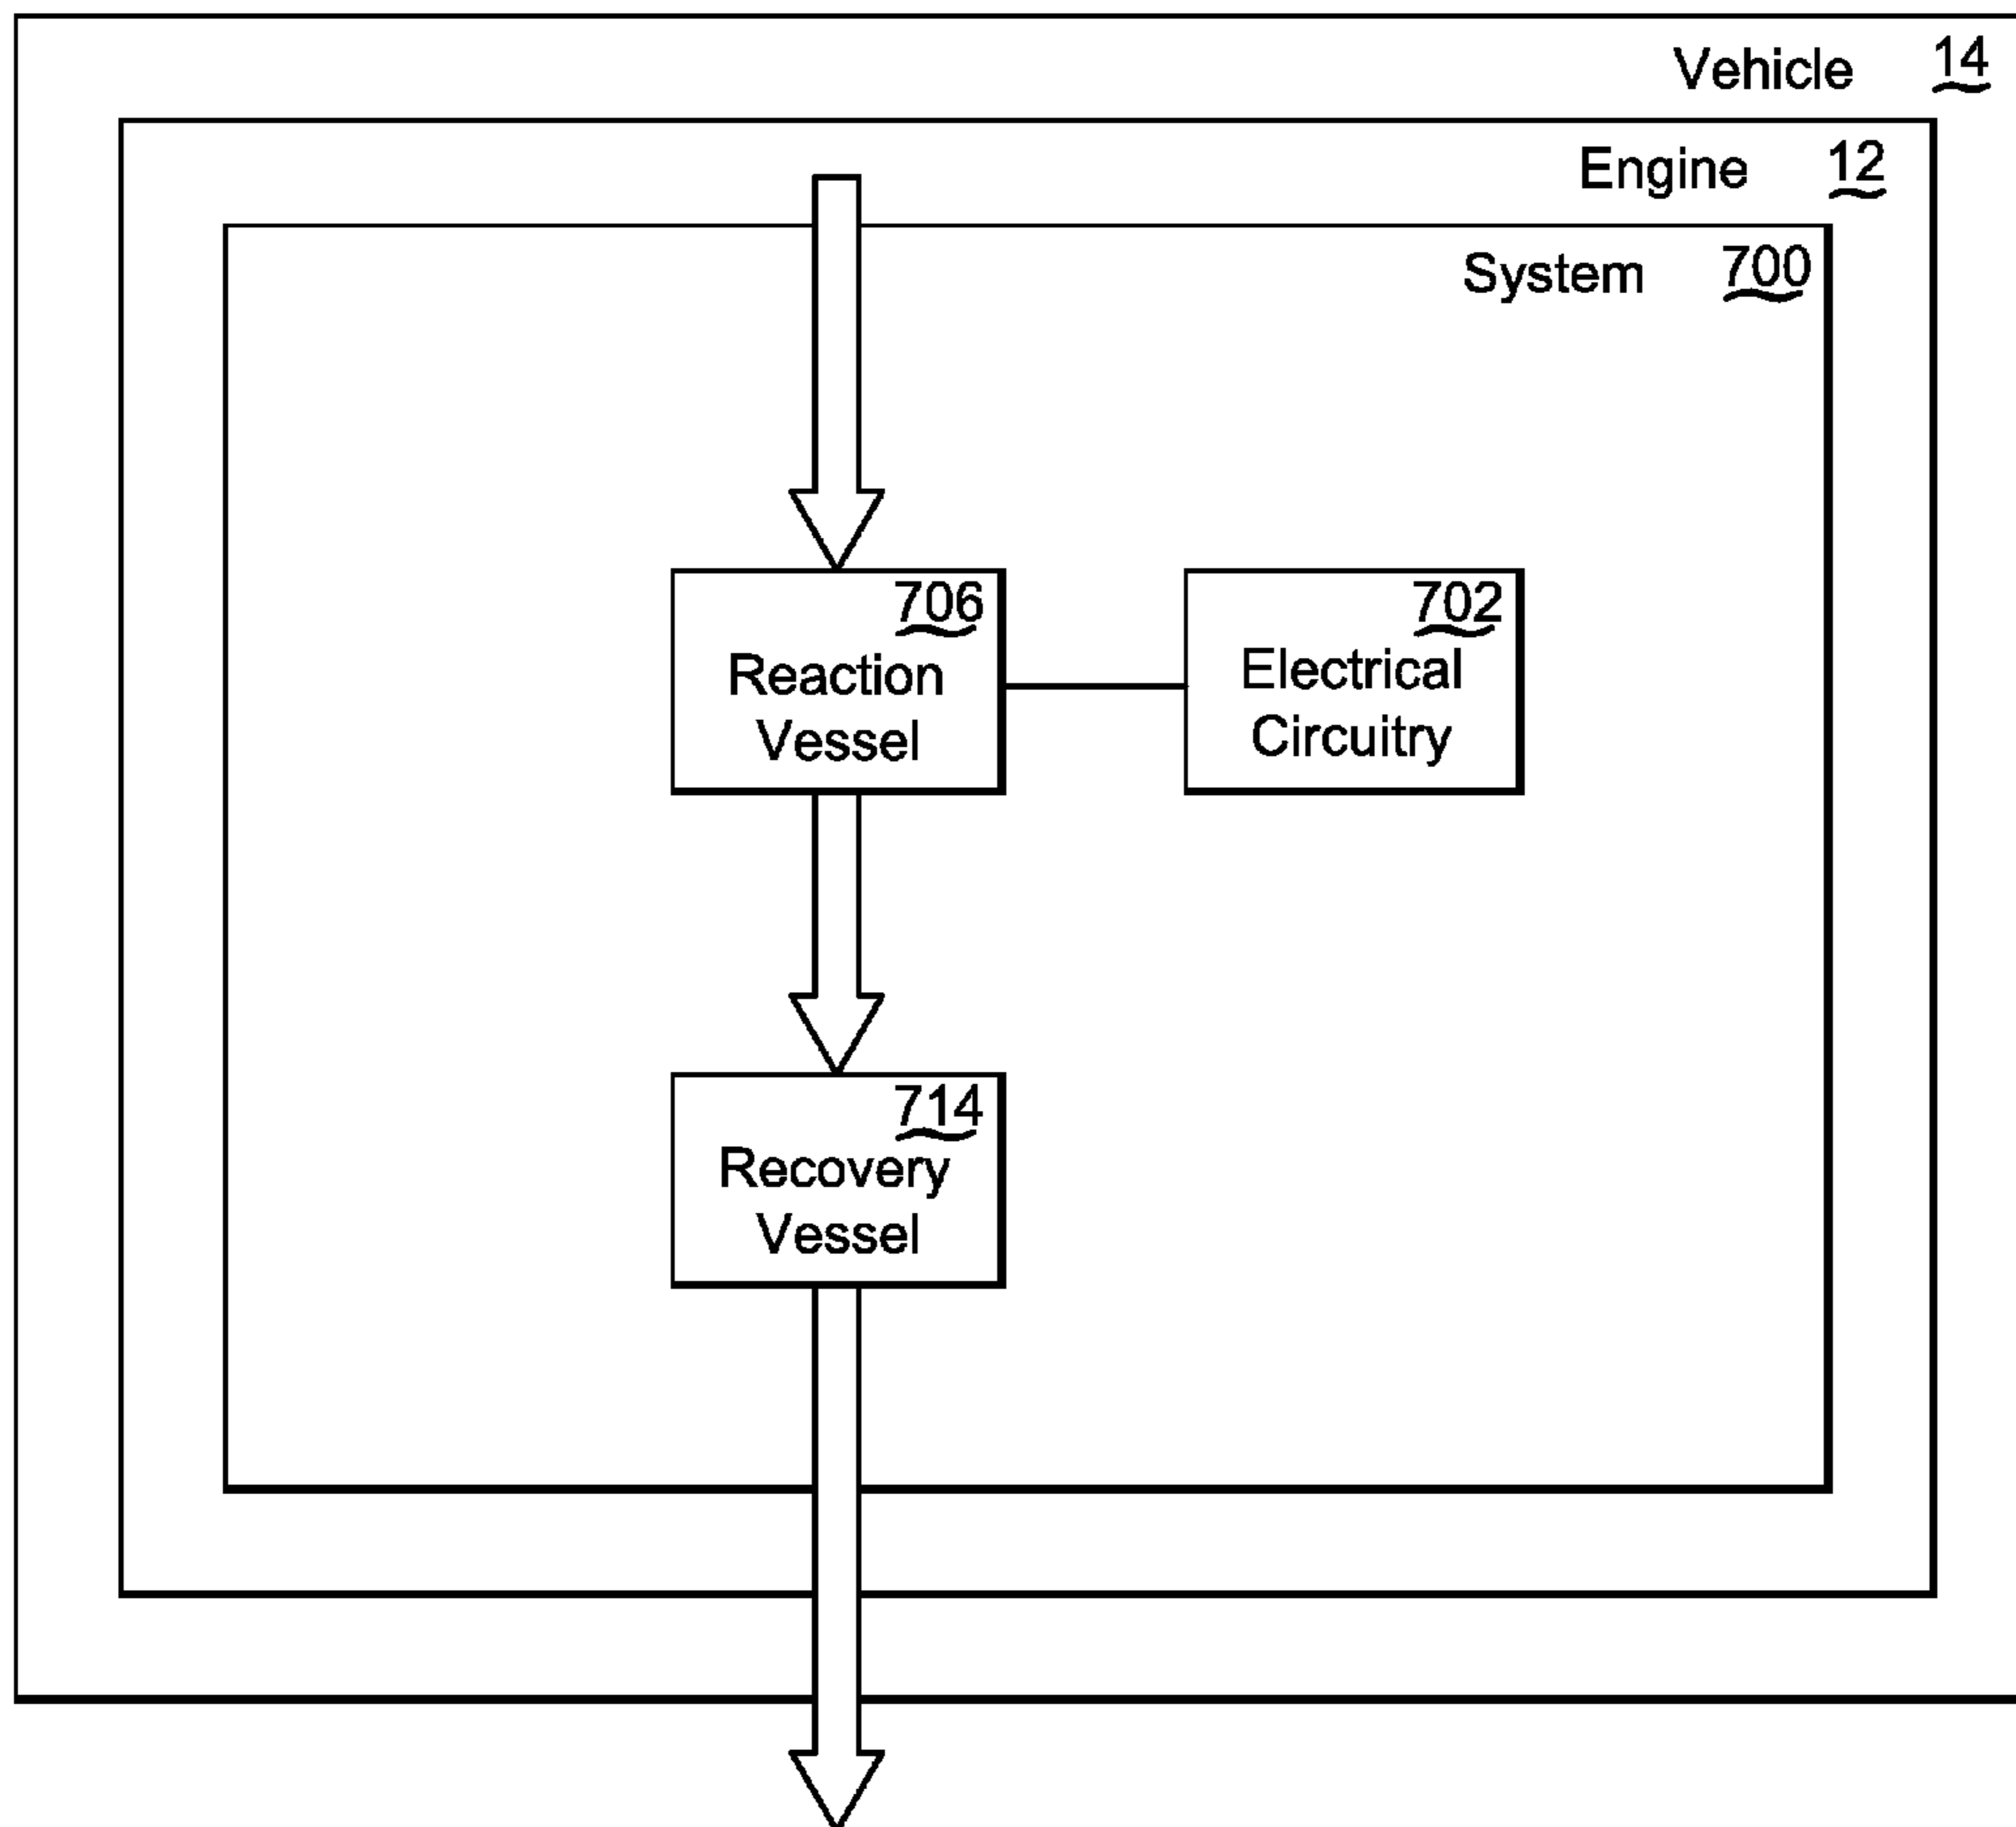 Vehicle 14
Engine 12
System 700
706
Reaction
Vessel
702
Electrical
Circuitry
714
Recovery
Vessel